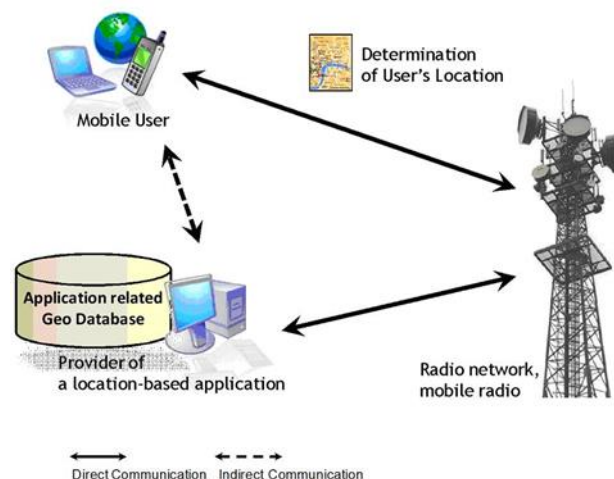 Determination
of User's Location
Mobile User
Application related
Geo Database
Provider of
a location-based application
Radio network,
mobile radio
Direct Communication
Indirect Communication